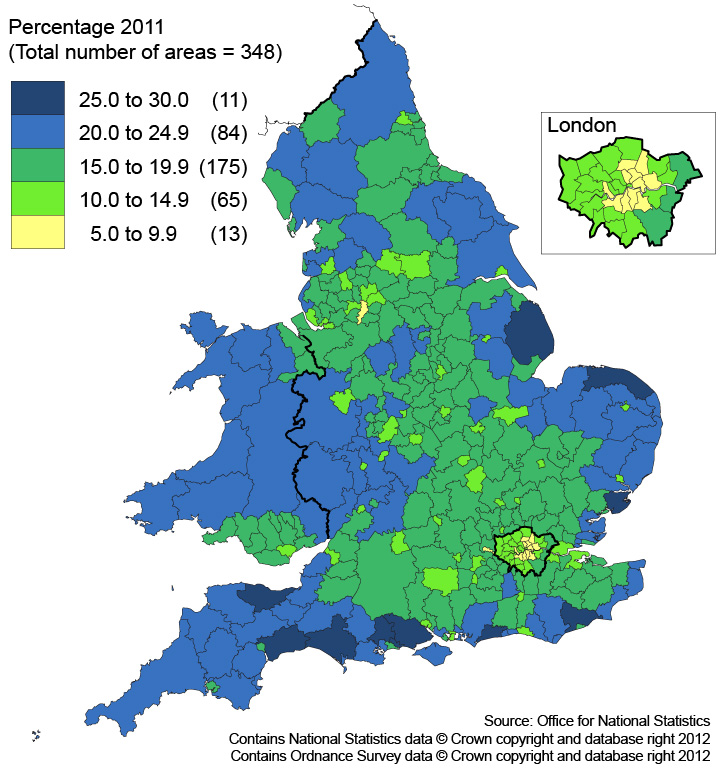 Percentage 2011
(Total number of areas = 348)
25.0 to 30.0 (11)
20.0 to 24.9 (84)
15.0 to 19.9 (175)
10.0 to 14.9 (65)
5.0 to 9.9 (13)
London
Source: Office for National Statistics
Contains National Statistics data © Crown copyright and database right 2012
Contains Ordnance Survey data © Crown copyright and database right 2012